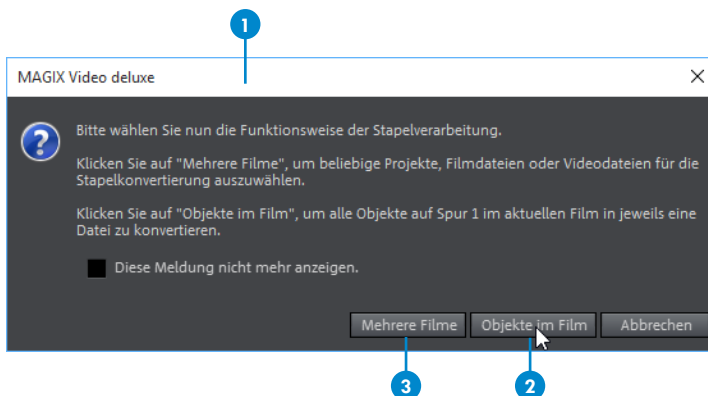 1
MAGIX Video deluxe
Bitte wählen Sie nun die Funktionsweise der Stapelverarbeitung.
Klicken Sie auf "Mehrere Filme", um beliebige Projekte, Filmdateien oder Videodateien für die
Stapelkonvertierung auszuwählen.
Klicken Sie auf "Objekte im Film", um alle Objekte auf Spur 1 im aktuellen Film in jeweils eine
Datei zu konvertieren.
Diese Meldung nicht mehr anzeigen.
Mehrere Filme Objekte im Film Abbrechen
3 2